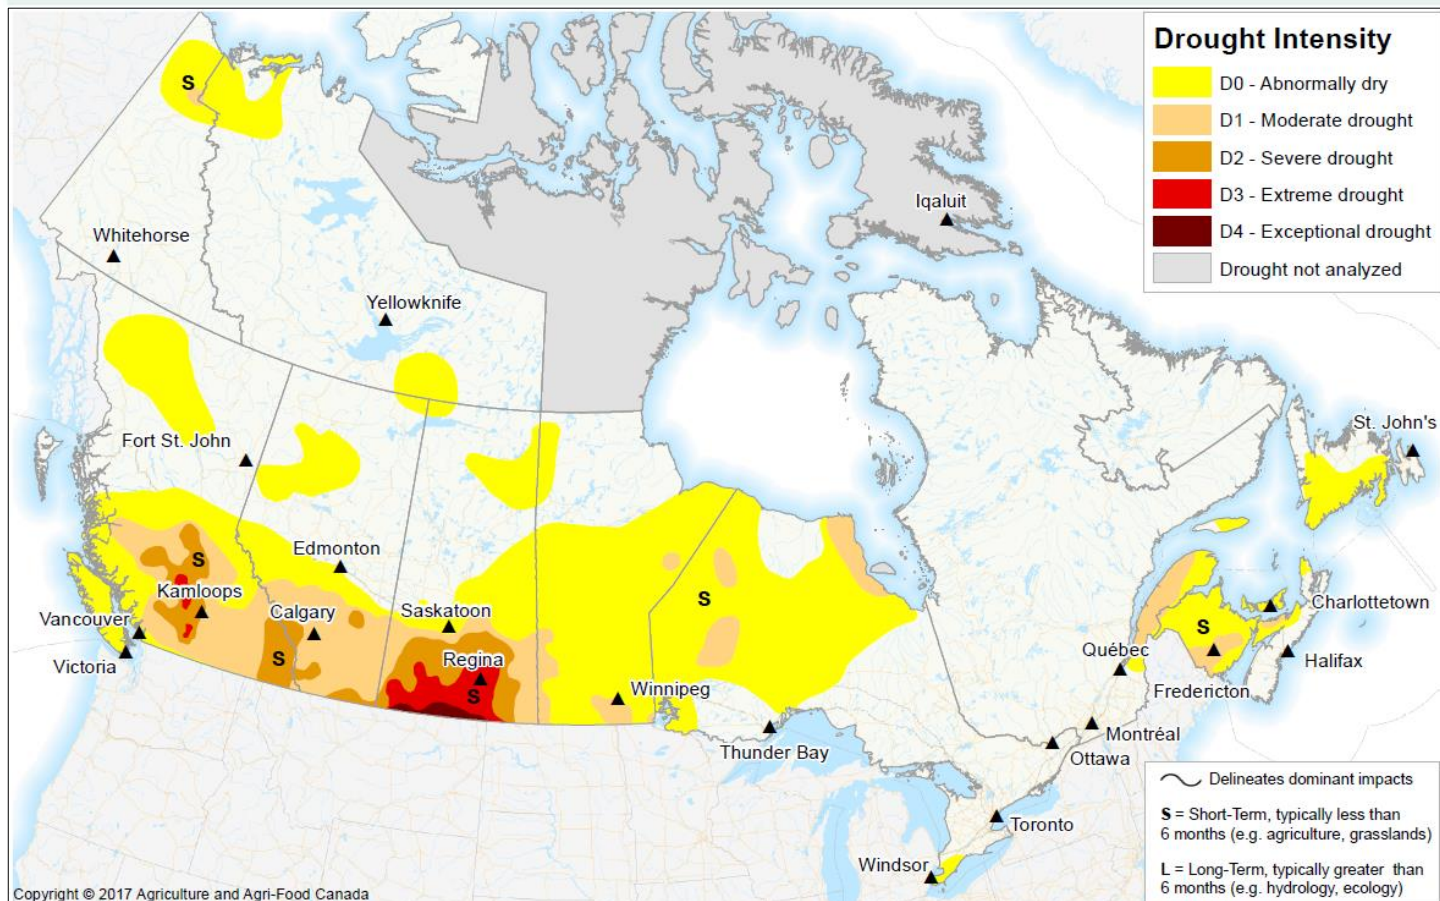 Drought Intensity
D0 - Abnormally dry
D1 - Moderate drought
D2 - Severe drought
D3 - Extreme drought
D4 - Exceptional drought
Drought not analyzed
S
Iqaluit
Whitehorse
Yellowknife
Fort St. John
St. John's
Edmonton
S
Kamloops
Calgary
Saskatoon
S
Charlottetown
Vancouver
S
Victoria
S
Regina
S
Winnipeg
Québec
Halifax
Fredericton
Thunder Bay
Montréal
Ottawa
Toronto
Windsor
Delineates dominant impacts
S = Short-Term, typically less than
6 months (e.g. agriculture, grasslands)
L = Long-Term, typically greater than
6 months (e.g. hydrology, ecology)
Copyright © 2017 Agriculture and Agri-Food Canada